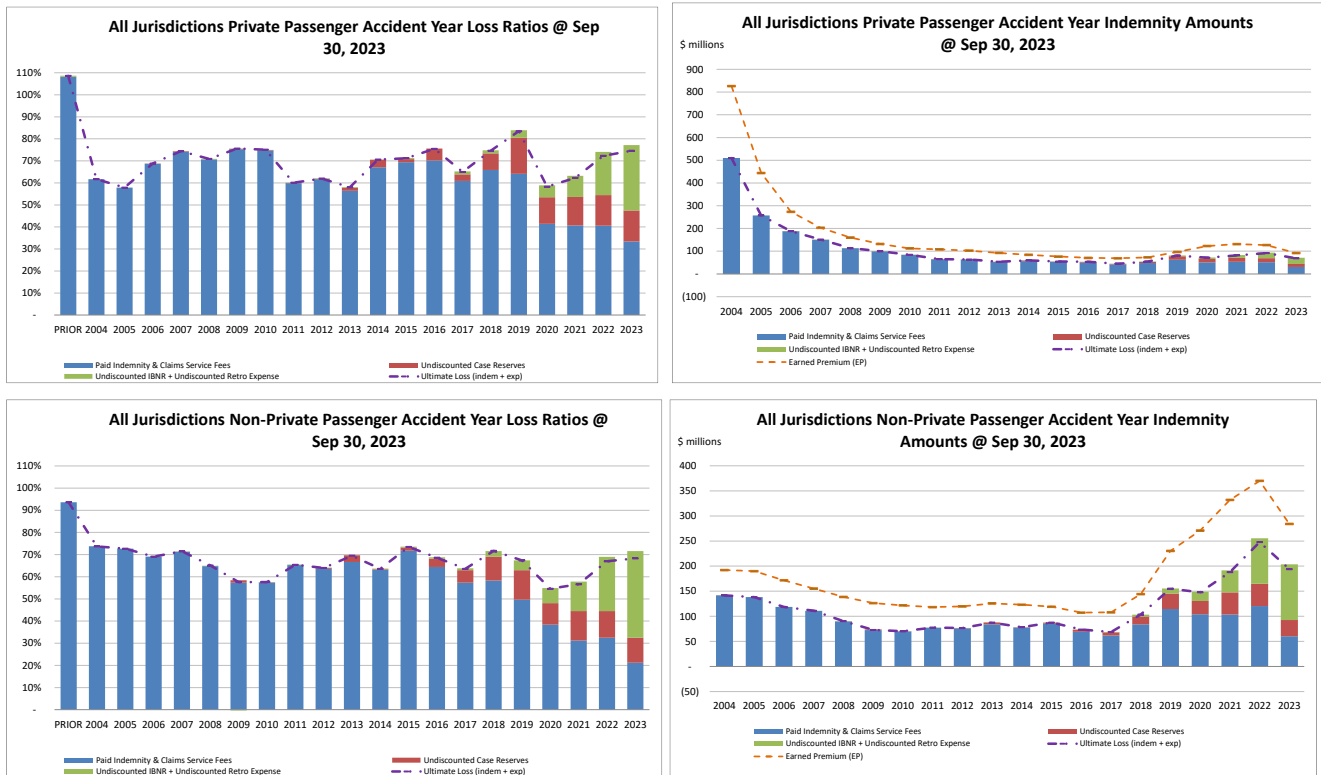 All Jurisdictions Private Passenger Accident Year Loss Ratios @ Sep
30, 2023
110%
100%
90%
80%
70%
60%
50%
40%
30%
20%
10%
-
PRIOR 2004 2005 2006 2007 2008 2009 2010 2011 2012 2013 2014 2015 2016 2017 2018 2019 2020 2021 2022 2023
Paid Indemnity & Claims Service Fees
Undiscounted Case Reserves
Undiscounted IBNR + Undiscounted Retro Expense
Ultimate Loss (indem + exp)
All Jurisdictions Private Passenger Accident Year Indemnity Amounts
@ Sep 30, 2023
$ millions
900
800
700
600
500
400
300
200
100
-
(100)
2004 2005 2006 2007 2008 2009 2010 2011 2012 2013 2014 2015 2016 2017 2018 2019 2020 2021 2022 2023
Paid Indemnity & Claims Service Fees
Undiscounted Case Reserves
Undiscounted IBNR + Undiscounted Retro Expense
Ultimate Loss (indem + exp)
Earned Premium (EP)
All Jurisdictions Non-Private Passenger Accident Year Loss Ratios @
Sep 30, 2023
110%
100%
90%
80%
70%
60%
50%
40%
30%
20%
10%
-
PRIOR 2004 2005 2006 2007 2008 2009 2010 2011 2012 2013 2014 2015 2016 2017 2018 2019 2020 2021 2022 2023
Paid Indemnity & Claims Service Fees
Undiscounted Case Reserves
Undiscounted IBNR + Undiscounted Retro Expense
Ultimate Loss (indem + exp)
All Jurisdictions Non-Private Passenger Accident Year Indemnity
Amounts @ Sep 30, 2023
$ millions
400
350
300
250
200
150
100
50
-
(50)
2004 2005 2006 2007 2008 2009 2010 2011 2012 2013 2014 2015 2016 2017 2018 2019 2020 2021 2022 2023
Paid Indemnity & Claims Service Fees
Undiscounted Case Reserves
Undiscounted IBNR + Undiscounted Retro Expense
Ultimate Loss (indem + exp)
Earned Premium (EP)